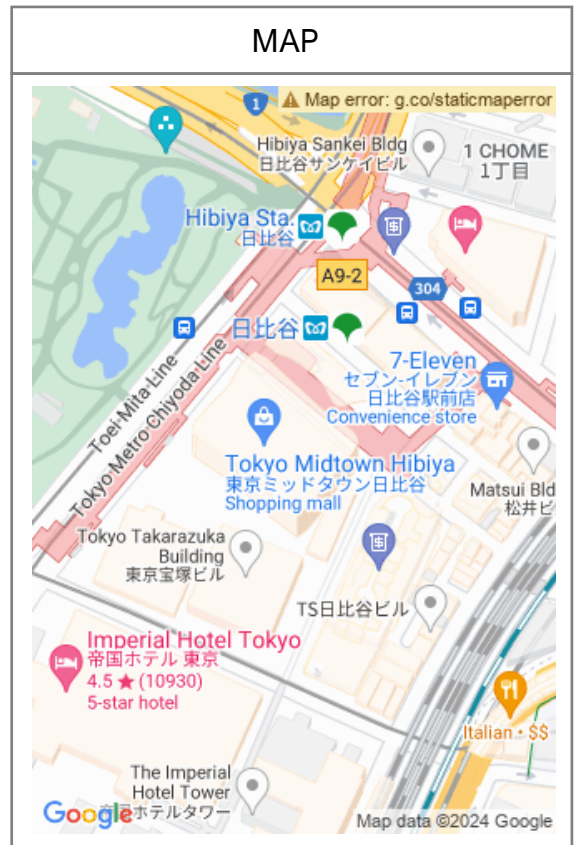 MAP
1
Map error: g.co/staticmaperror
Hibiya Sankei Bldg
日比谷サンケイビル
1 CHOME
1丁目
Hibiya Sta.
日比谷
A9-2
304
日比谷
7-Eleven
セブン‐イレブン
日比谷駅前店
Convenience store
Toei-Mita-Line
Tokyo Metro Chiyoda Line
Tokyo Midtown Hibiya
東京ミッドタウン日比谷
Shopping mall
Matsui Bld
松井ビ
Tokyo Takarazuka
Building
東京宝塚ビル
TS日比谷ビル
Imperial Hotel Tokyo
帝国ホテル 東京
4.5 ★ (10930)
5-star hotel
Italian • $$
The Imperial
Hotel Tower
ホテルタワー
Google
Map data ©2024 Google